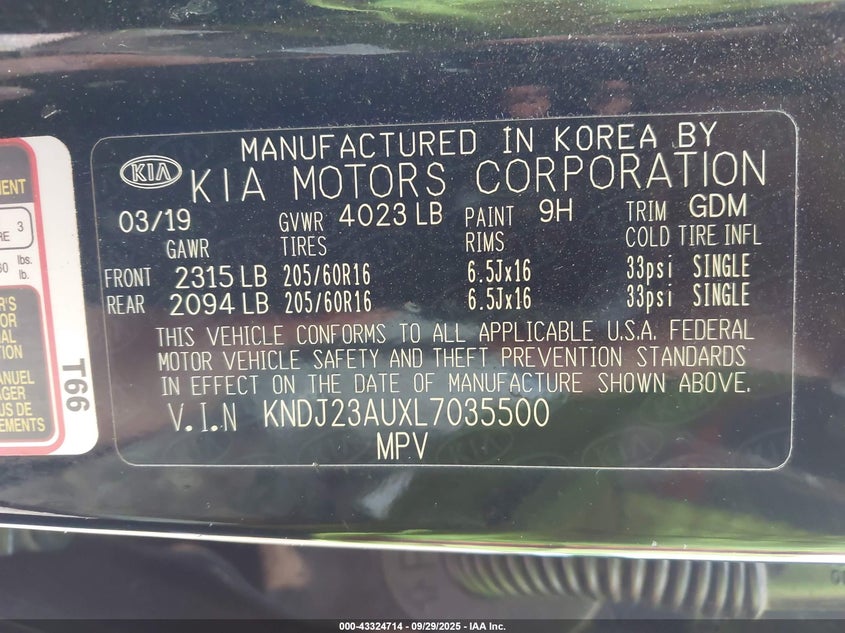 MANUFACTURED IN KOREA BY
KIA
KIA MOTORS CORPORATION
03/19 GVWR 4023 LB PAINT 9H TRIM GDM
GAWR TIRES RIMS COLD TIRE INFL
FRONT 2315 LB 205/60R16 6.5Jx16 33psi SINGLE
REAR 2094 LB 205/60R16 6.5Jx16 33psi SINGLE
THIS VEHICLE CONFORMS TO ALL APPLICABLE U.S.A. FEDERAL
MOTOR VEHICLE SAFETY AND THEFT PREVENTION STANDARDS
IN EFFECT ON THE DATE OF MANUFACTURE SHOWN ABOVE.
V.I.N KNDJ23AUXL7035500
MPV
3
lbs.
lb.
T66
000-43324714 - 09/29/2025 - IAA Inc.